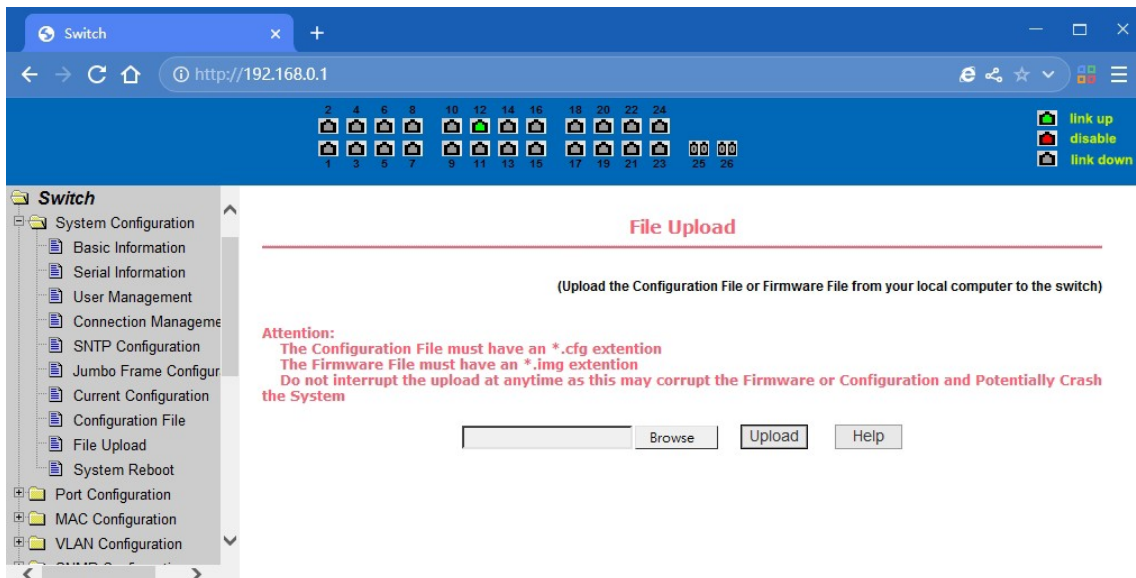 Switch
http://192.168.0.1
2 4 6 8 10 12 14 16 18 20 22 24
1 3 5 7 9 11 13 15 17 19 21 23 25 26
link up
disable
link down
Switch
System Configuration
Basic Information
Serial Information
User Management
Connection Manageme
SNTP Configuration
Jumbo Frame Configur
Current Configuration
Configuration File
File Upload
System Reboot
Port Configuration
MAC Configuration
VLAN Configuration
File Upload
(Upload the Configuration File or Firmware File from your local computer to the switch)
Attention:
The Configuration File must have an *.cfg extention
The Firmware File must have an *.img extention
Do not interrupt the upload at anytime as this may corrupt the Firmware or Configuration and Potentially Crash
the System
Browse
Upload
Help